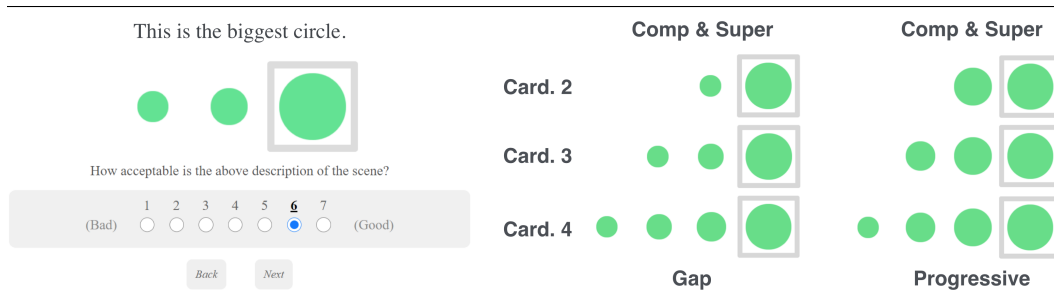 This is the biggest circle.
How acceptable is the above description of the scene?
1 2 3 4 5 6 7
(Bad) (Good)
Back Next
Comp & Super Comp & Super
Card. 2
Card. 3
Card. 4
Gap Progressive